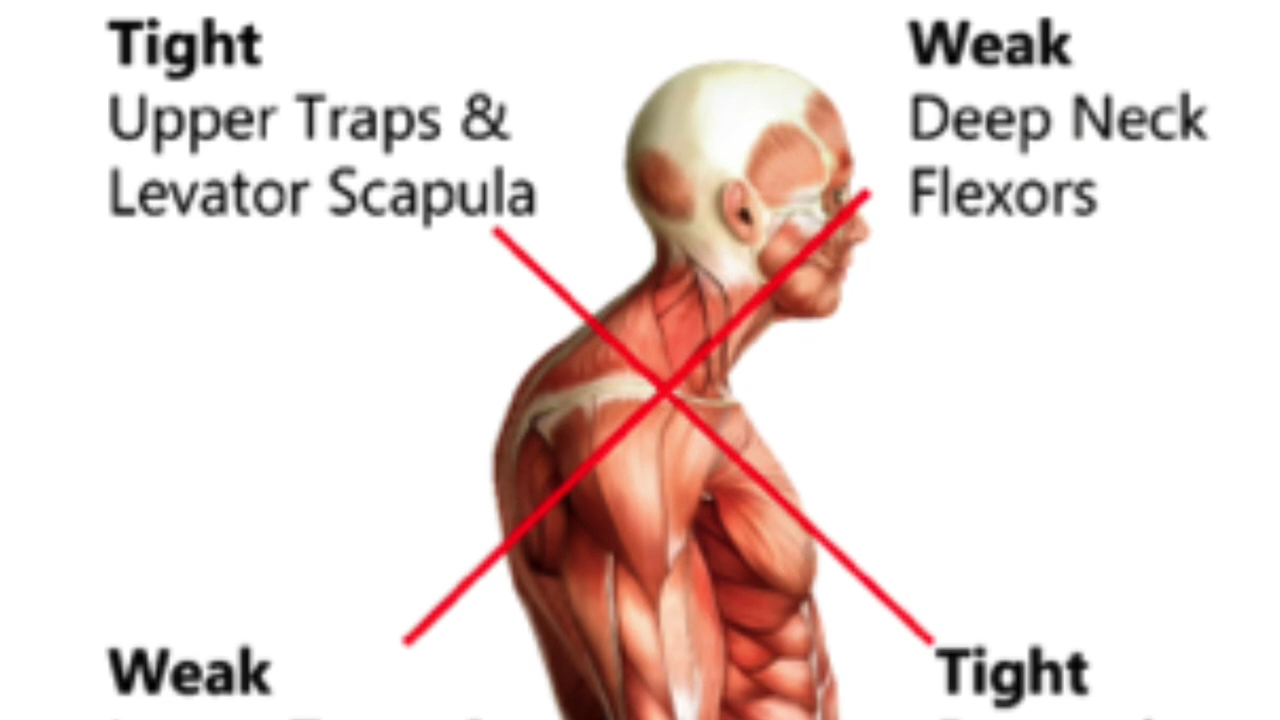 Tight
Upper Traps &
Levator Scapula
Weak
Deep Neck
Flexors
Weak
Tight